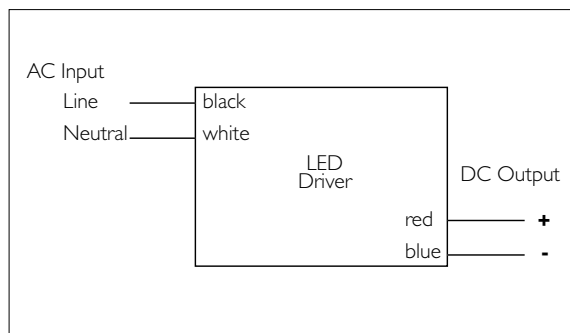 AC Input
Line black
Neutral white
LED
Driver
DC Output
red +
blue -